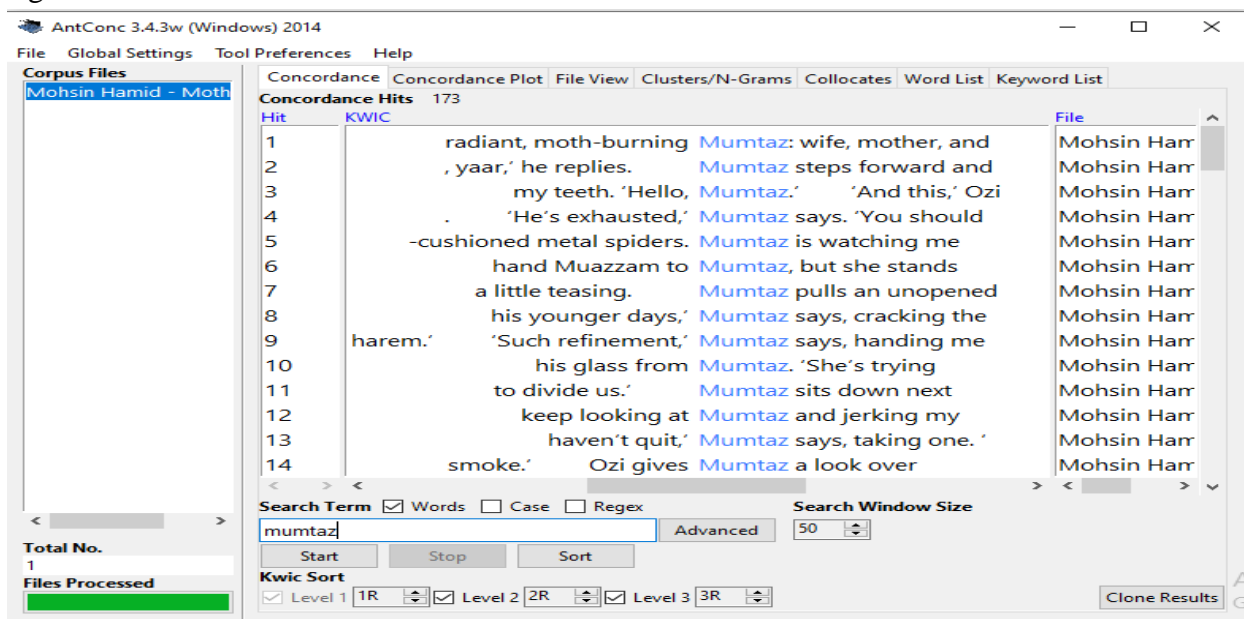 AntConc 3.4.3w (Windows) 2014
File Global Settings Tool Preferences Help
Corpus Files
Mohsin Hamid - Moth
Concordance Concordance Plot File View Clusters/N-Grams Collocates Word List Keyword List
Concordance Hits 173
Hit KWIC File
1 radiant, moth-burning Mumtaz: wife, mother, and Mohsin Ham
2 , yaar,’ he replies. Mumtaz steps forward and Mohsin Ham
3 my teeth. ‘Hello, Mumtaz.’ ‘And this,’ Ozi Mohsin Ham
4 . ‘He’s exhausted,’ Mumtaz says. ‘You should Mohsin Ham
5 -cushioned metal spiders. Mumtaz is watching me Mohsin Ham
6 hand Muazzam to Mumtaz, but she stands Mohsin Ham
7 a little teasing. Mumtaz pulls an unopened Mohsin Ham
8 his younger days,’ Mumtaz says, cracking the Mohsin Ham
9 harem.’ ‘Such refinement,’ Mumtaz says, handing me Mohsin Ham
10 his glass from Mumtaz. ‘She’s trying Mohsin Ham
11 to divide us.’ Mumtaz sits down next Mohsin Ham
12 keep looking at Mumtaz and jerking my Mohsin Ham
13 haven’t quit,’ Mumtaz says, taking one. ‘ Mohsin Ham
14 smoke.’ Ozi gives Mumtaz a look over Mohsin Ham
Search Term Words Case Regex Search Window Size
mumtaz Advanced 50
Total No.
1
Start Stop Sort
Files Processed
Kwic Sort
Level 1 1R Level 2 2R Level 3 3R Clone Results